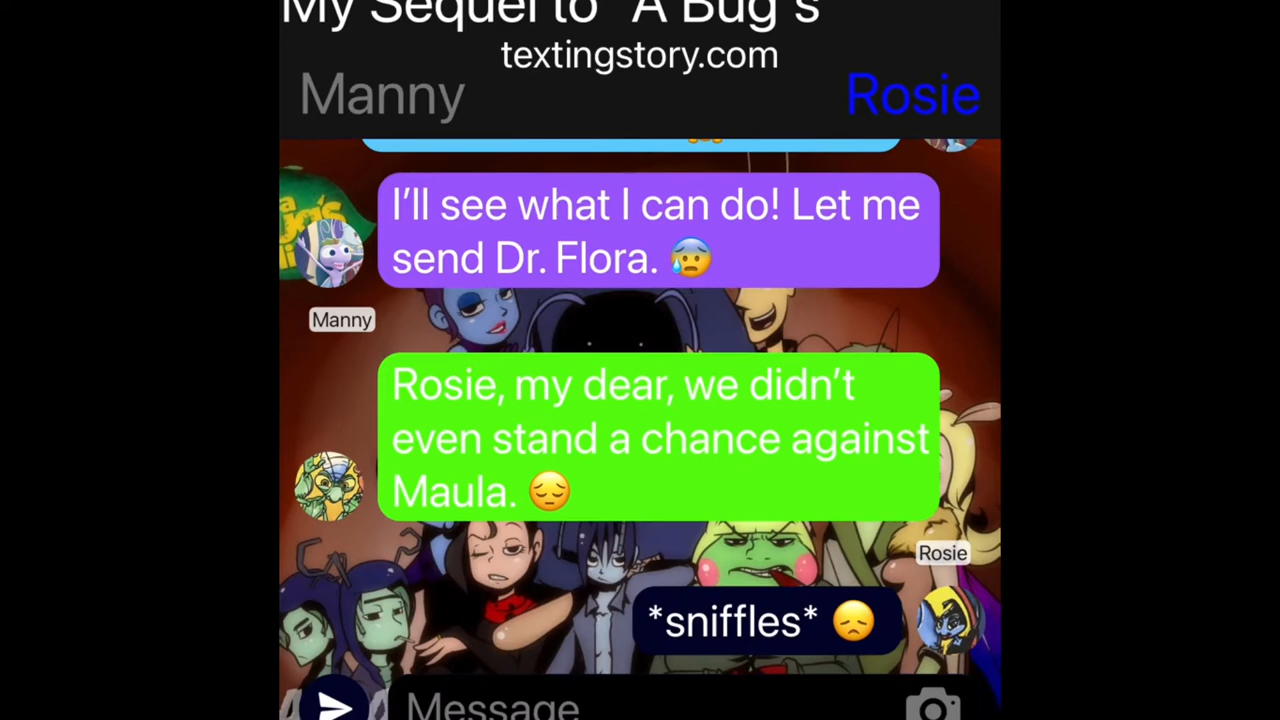 My Sequel to "A Bug's
textingstory.com
Manny
Rosie
I'll see what I can do! Let me
send Dr. Flora. 😰
Manny
Rosie, my dear, we didn't
even stand a chance against
Maula. 😔
Rosie
*sniffles* 😞
Message